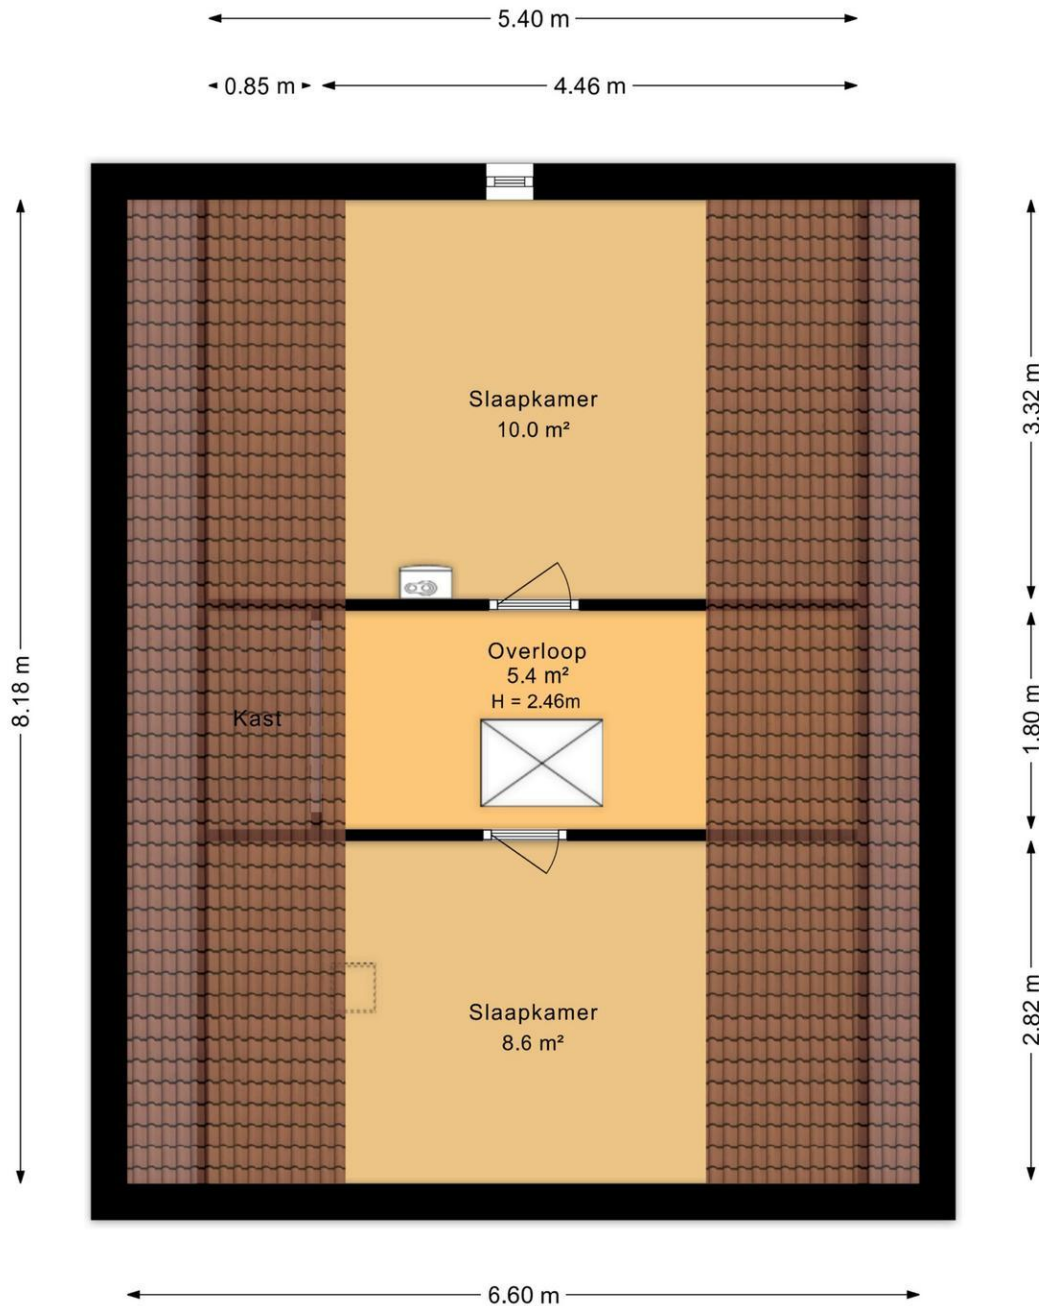 5.40 m
0.85 m
4.46 m
Slaapkamer
10.0 m²
3.32 m
Overloop
5.4 m²
H = 2.46m
Kast
8.18 m
1.80 m
Slaapkamer
8.6 m²
2.82 m
6.60 m